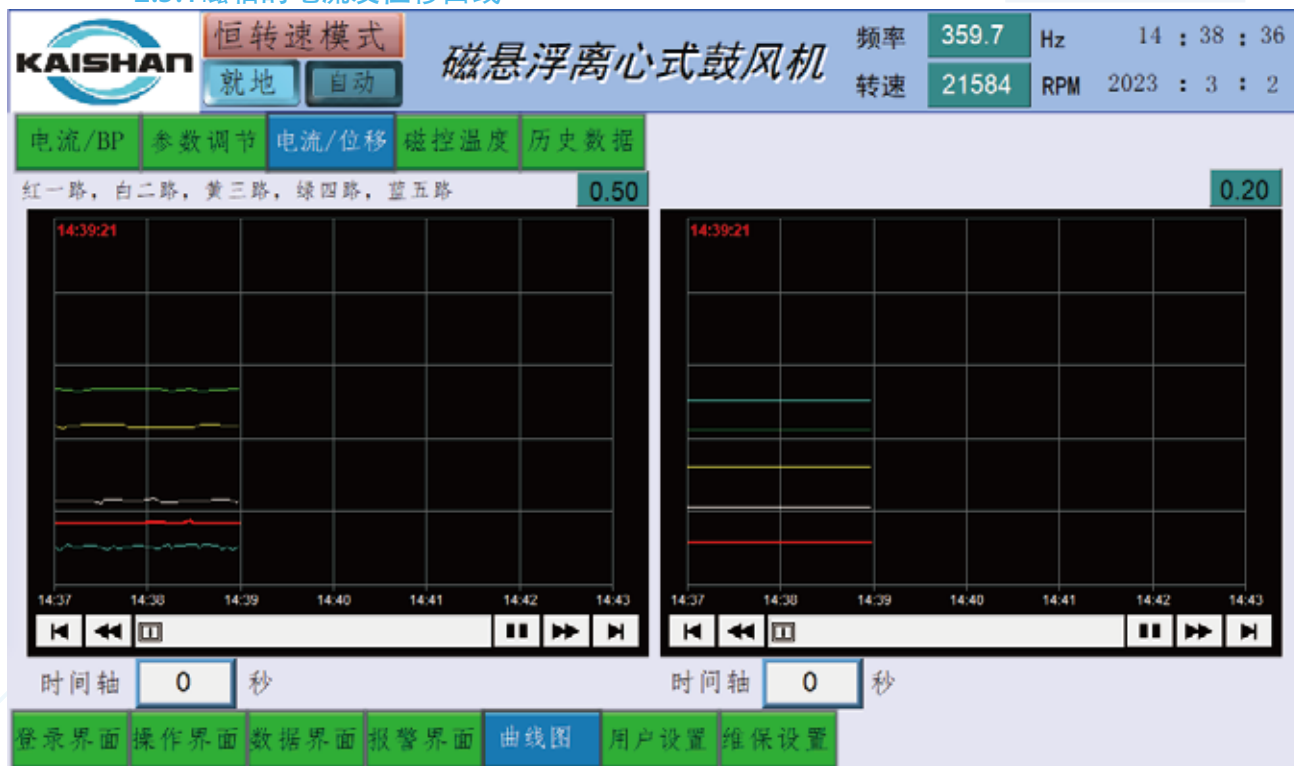 KAISHAN
恒转速模式
就地 自动
磁悬浮离心式鼓风机
频率 359.7 Hz 14 : 38 : 36
转速 21584 RPM 2023 : 3 : 2
电流/BP 参数调节 电流/位移 磁控温度 历史数据
红一路，白二路，黄三路，绿四路，蓝五路 0.50 0.20
14:39:21 14:39:21
14:37 14:38 14:39 14:40 14:41 14:42 14:43 14:37 14:38 14:39 14:40 14:41 14:42 14:43
时间轴 0 秒 时间轴 0 秒
登录界面 操作界面 数据界面 报警界面 曲线图 用户设置 维保设置